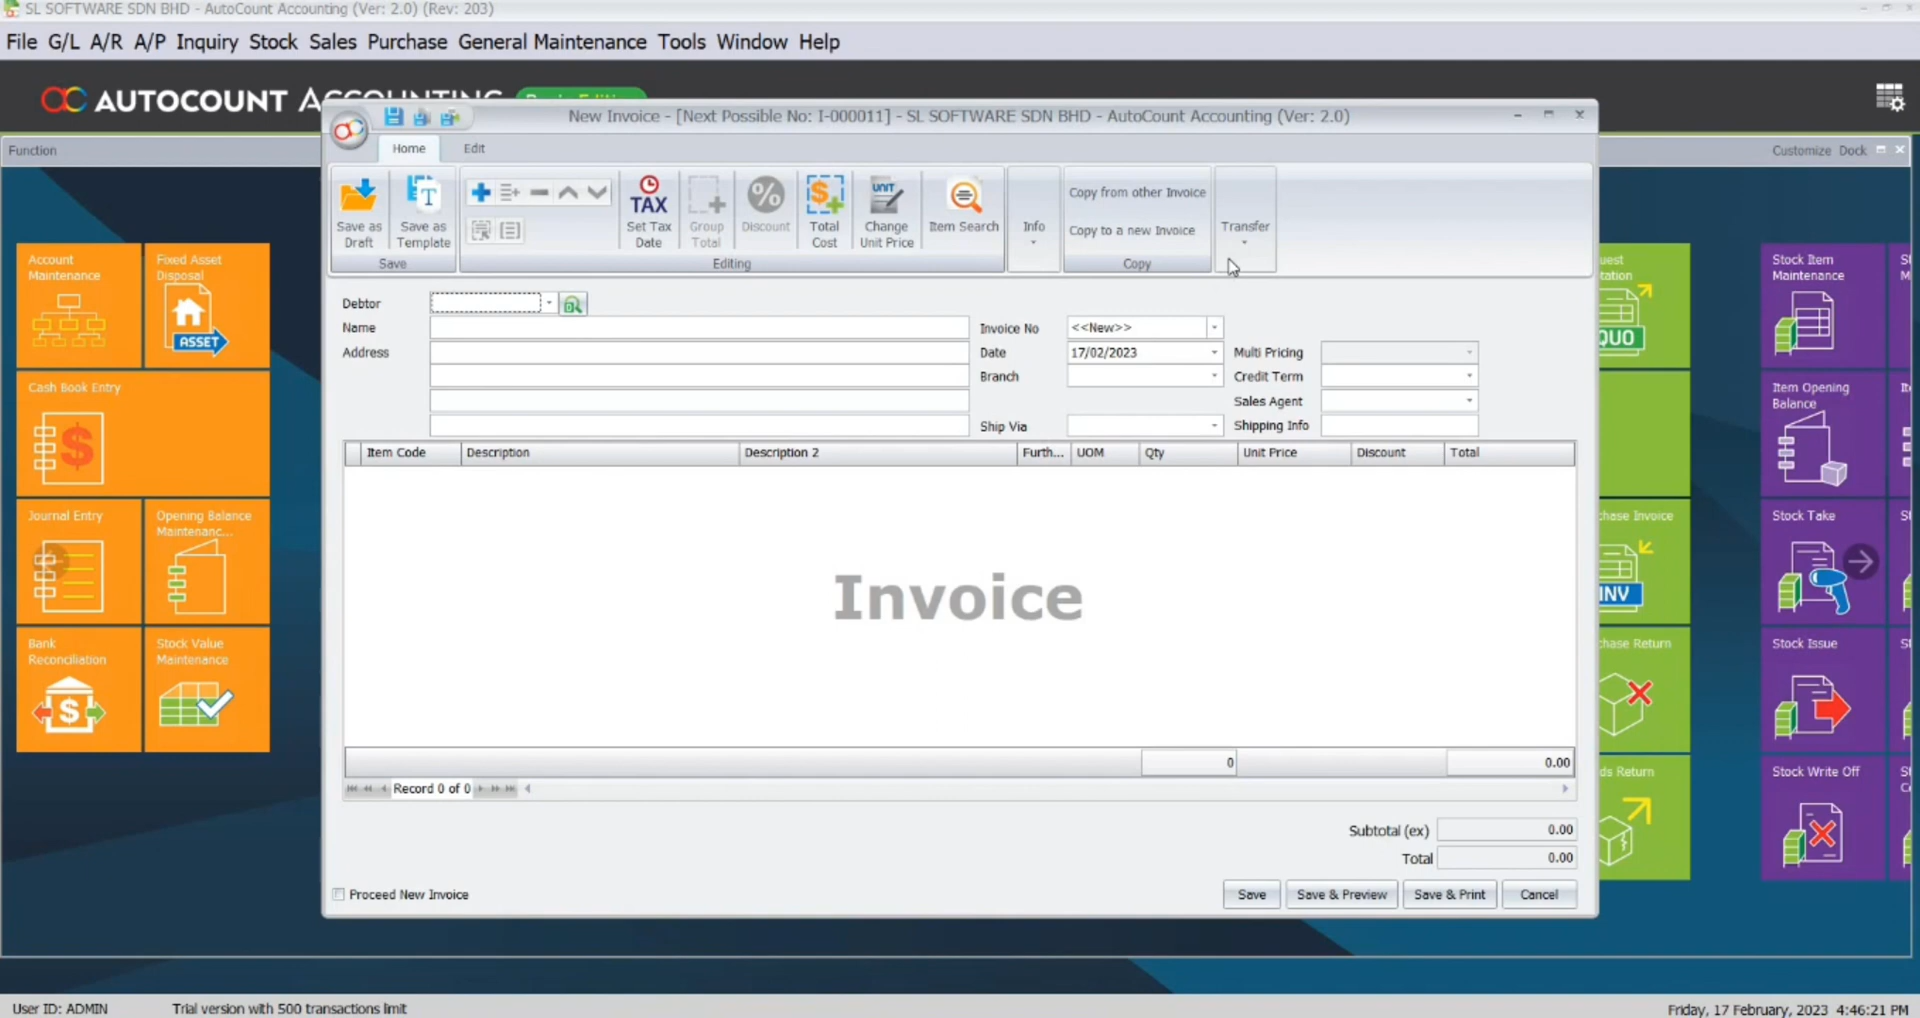 SL SOFTWARE SDN BHD - AutoCount Accounting (Ver: 2.0) (Rev: 203)
File G/L A/R A/P Inquiry Stock Sales Purchase General Maintenance Tools Window Help
AUTOCOUNT
New Invoice - [Next Possible No: I-000011] - SL SOFTWARE SDN BHD - AutoCount Accounting (Ver: 2.0)
Function
Customize Dock
Home Edit
Save as Draft
Save as Template
Save
TAX
Set Tax Date
Group Total
Discount
Total Cost
UNIT
Change Unit Price
Item Search
Editing
Info
Copy from other Invoice
Copy to a new Invoice
Copy
Transfer
Account Maintenance
Fixed Asset Disposal
ASSET
Cash Book Entry
Journal Entry
Opening Balance Maintenanc...
Bank Reconciliation
Stock Value Maintenance
Debtor
Name
Address
Invoice No <<New>>
Date 17/02/2023
Branch
Ship Via
Multi Pricing
Credit Term
Sales Agent
Shipping Info
Item Code Description Description 2 Furth... UOM Qty Unit Price Discount Total
Invoice
0 0.00
Record 0 of 0
Subtotal (ex) 0.00
Total 0.00
Proceed New Invoice
Save Save & Preview Save & Print Cancel
QUO
INV
Stock Item Maintenance
Item Opening Balance
Stock Take
Stock Issue
Stock Write Off
User ID: ADMIN Trial version with 500 transactions limit Friday, 17 February, 2023 4:46:21 PM